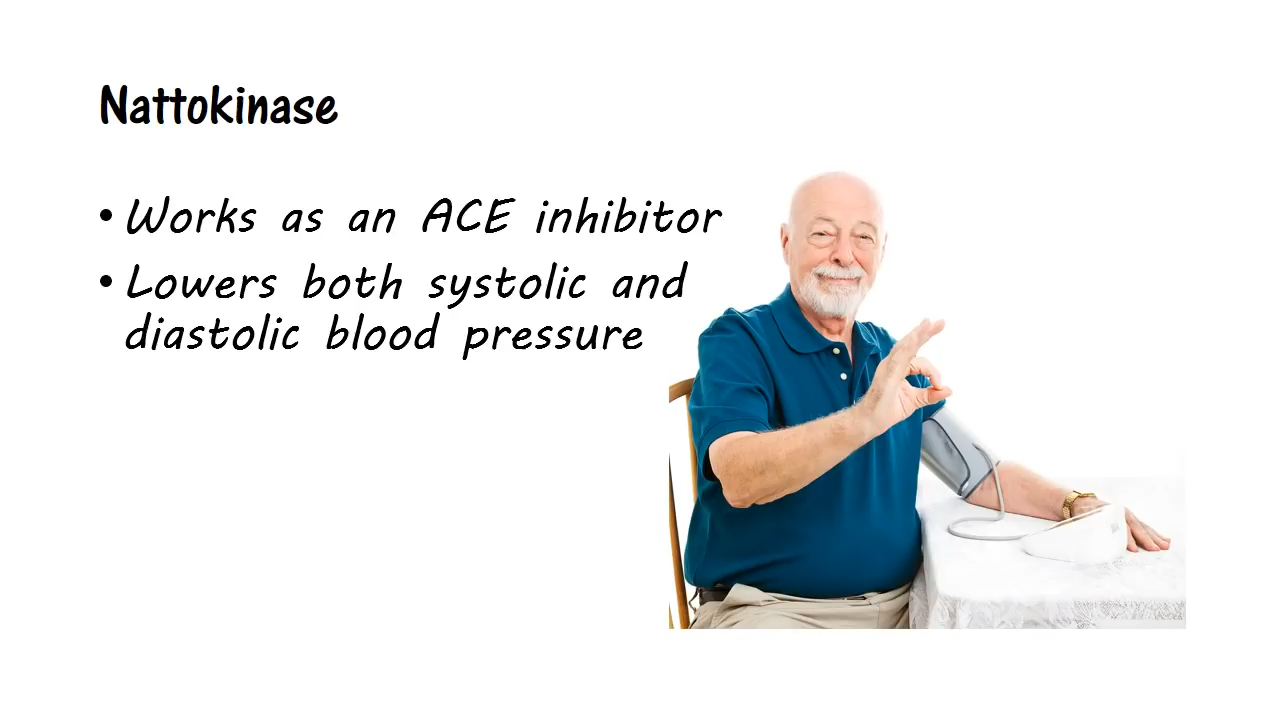 Nattokinase
• Works as an ACE inhibitor
• Lowers both systolic and
diastolic blood pressure